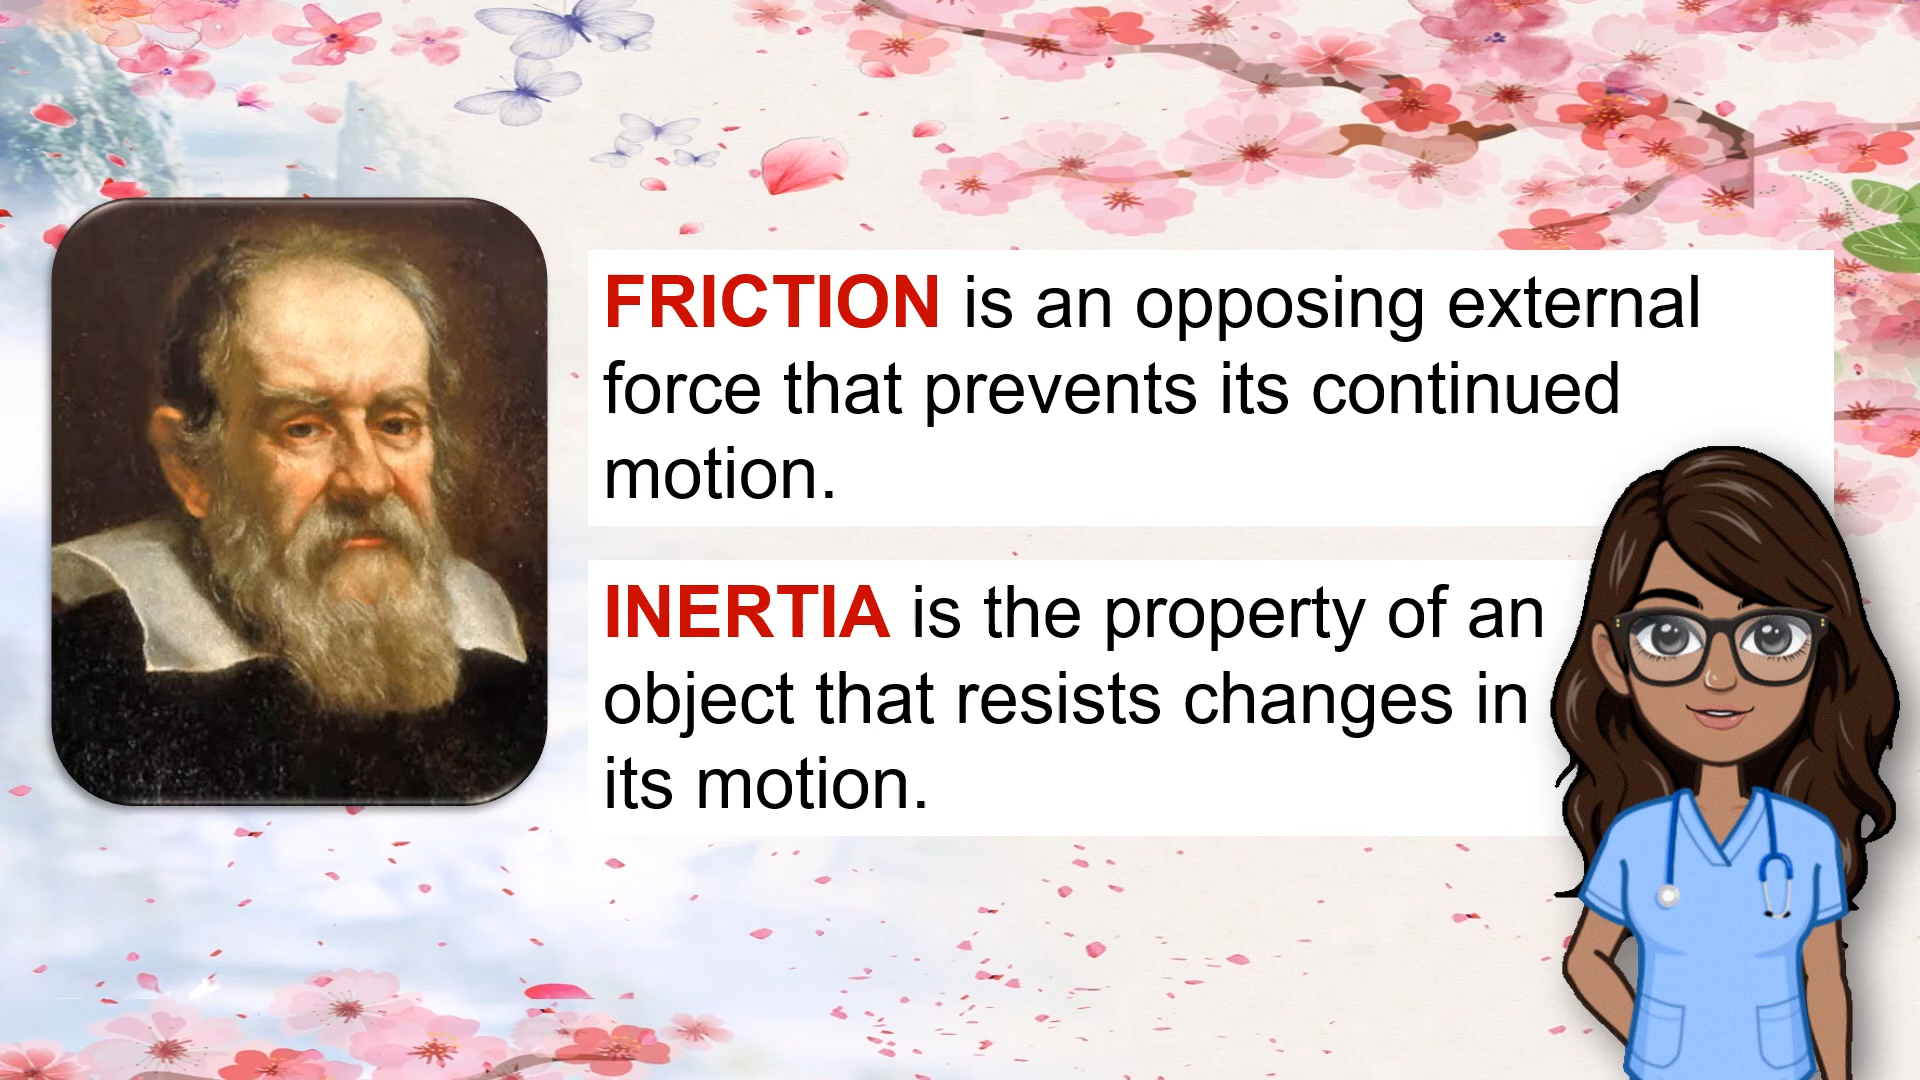 FRICTION is an opposing external
force that prevents its continued
motion.
INERTIA is the property of an
object that resists changes in
its motion.